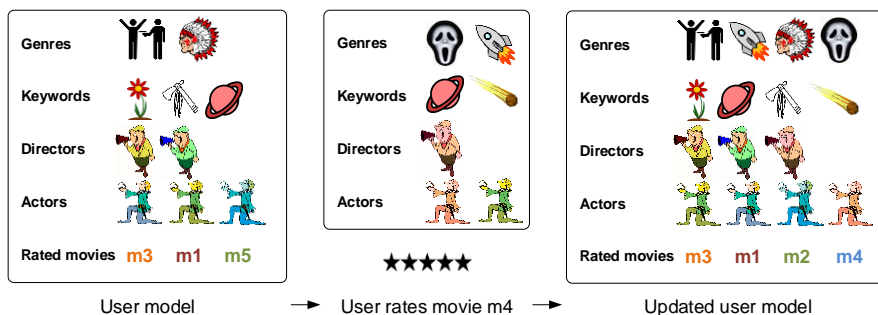 Genres
Keywords
Directors
Actors
Rated movies m3 m1 m5
User model
Genres
Keywords
Directors
Actors
User rates movie m4
Genres
Keywords
Directors
Actors
Rated movies m3 m1 m2 m4
Updated user model